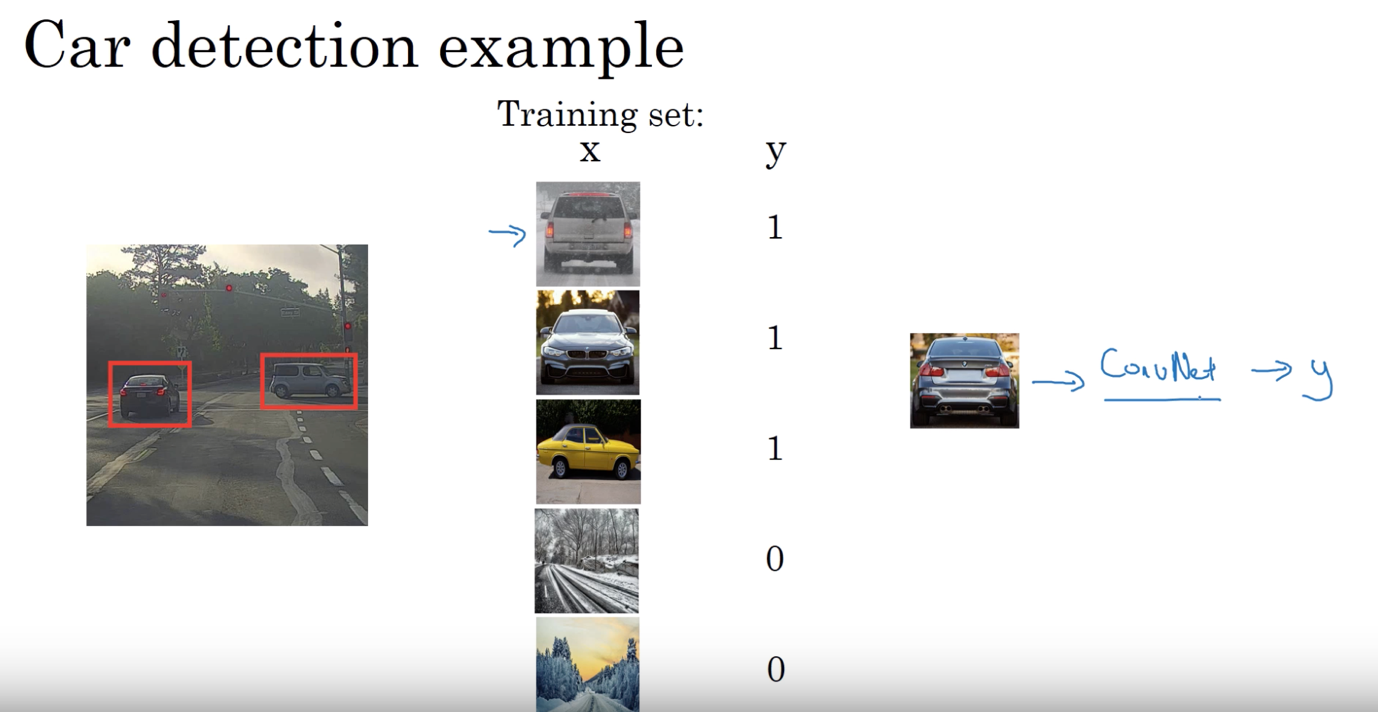 Car detection example
Training set:
x y
1
1
→ ConvNet → y
1
0
0